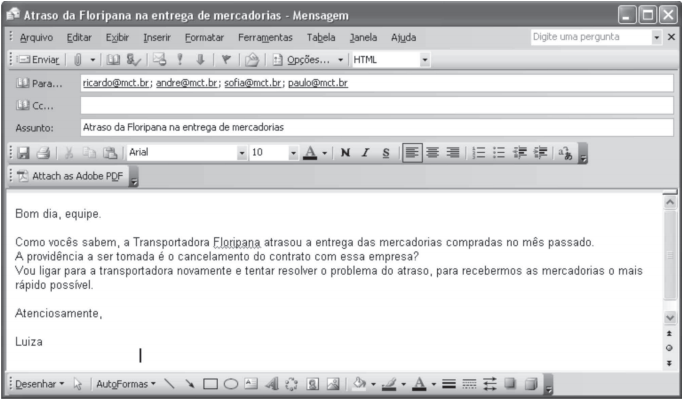 Atraso da Floripana na entrega de mercadorias - Mensagem
Arquivo Editar Exibir Inserir Formatar Ferramentas Tabela Janela Ajuda Digite uma pergunta
Enviar Opções... HTML
Para... ricardo@mct.br; andre@mct.br; sofia@mct.br; paulo@mct.br
Cc...
Assunto: Atraso da Floripana na entrega de mercadorias
Arial 10 A N I S
Attach as Adobe PDF
Bom dia, equipe.
Como vocês sabem, a Transportadora Floripana atrasou a entrega das mercadorias compradas no mês passado.
A providência a ser tomada é o cancelamento do contrato com essa empresa?
Vou ligar para a transportadora novamente e tentar resolver o problema do atraso, para recebermos as mercadorias o mais
rápido possível.
Atenciosamente,
Luiza
Desenhar AutoFormas A